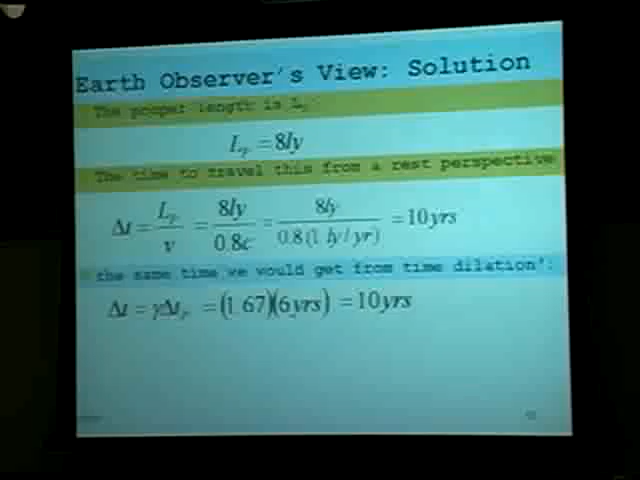 Earth Observer's View: Solution
The proper length is Lₚ:
Lₚ = 8ly
The time to travel this from a rest perspective
Δt = Lₚ/v = 8ly/0.8c = 8ly/0.8(1 ly/yr) = 10yrs
the same time we would get from time dilation':
Δt = γΔtₚ = (1.67)(6yrs) = 10yrs